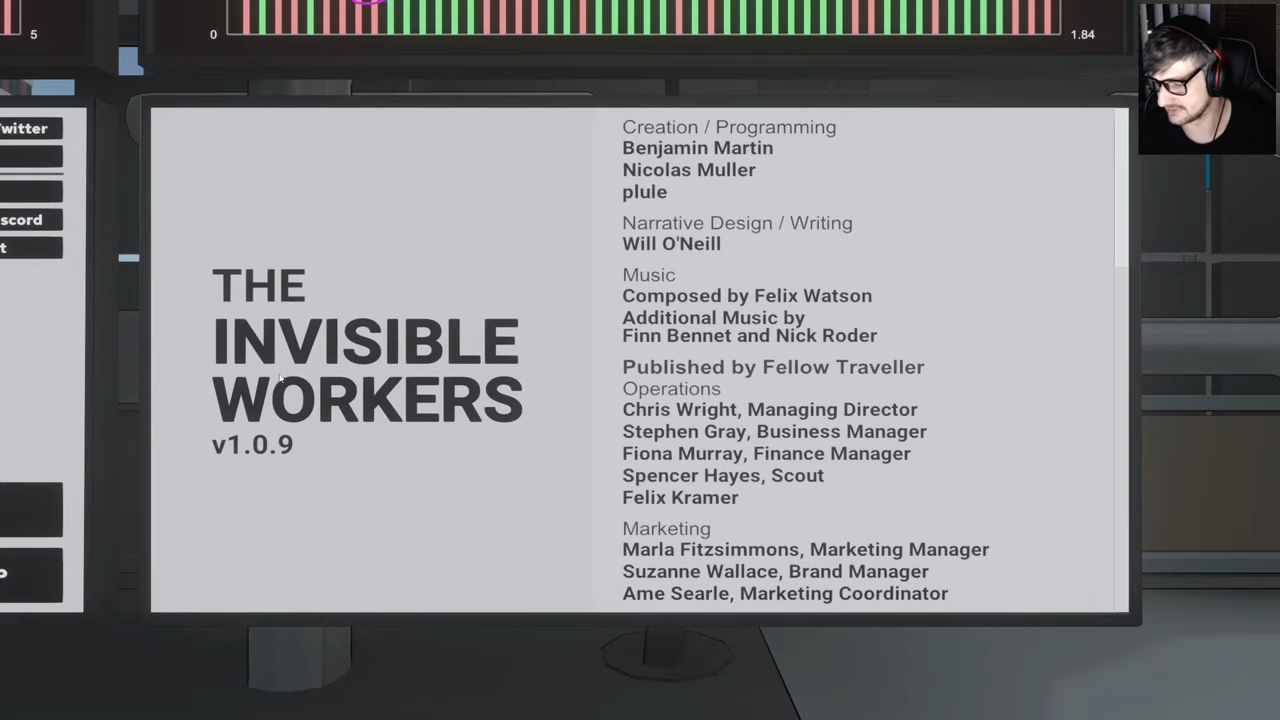 5
0
1.84
Twitter
scord
t
P
THE
INVISIBLE
WORKERS
v1.0.9
Creation / Programming
Benjamin Martin
Nicolas Muller
plule
Narrative Design / Writing
Will O'Neill
Music
Composed by Felix Watson
Additional Music by
Finn Bennet and Nick Roder
Published by Fellow Traveller
Operations
Chris Wright, Managing Director
Stephen Gray, Business Manager
Fiona Murray, Finance Manager
Spencer Hayes, Scout
Felix Kramer
Marketing
Marla Fitzsimmons, Marketing Manager
Suzanne Wallace, Brand Manager
Ame Searle, Marketing Coordinator